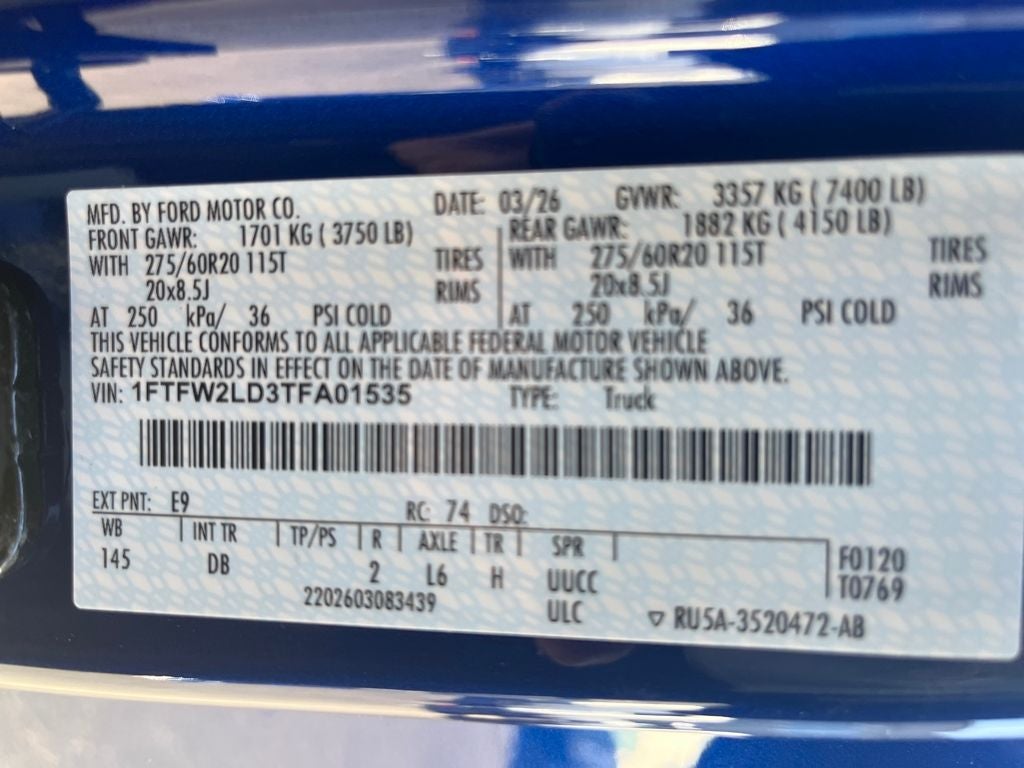 MFD. BY FORD MOTOR CO. DATE: 03/26 GVWR: 3357 KG ( 7400 LB)
FRONT GAWR: 1701 KG ( 3750 LB) REAR GAWR: 1882 KG ( 4150 LB)
WITH 275/60R20 115T TIRES WITH 275/60R20 115T TIRES
20x8.5J RIMS 20x8.5J RIMS
AT 250 kPa/ 36 PSI COLD AT 250 kPa/ 36 PSI COLD
THIS VEHICLE CONFORMS TO ALL APPLICABLE FEDERAL MOTOR VEHICLE
SAFETY STANDARDS IN EFFECT ON THE DATE OF MANUFACTURE SHOWN ABOVE.
VIN: 1FTFW2LD3TFA01535 TYPE: Truck
EXT PNT: E9 RC: 74 DSO:
WB INT TR TP/PS R AXLE TR SPR F0120
145 DB 2 L6 H UUCC T0769
2202603083439 ULC RU5A-3520472-AB